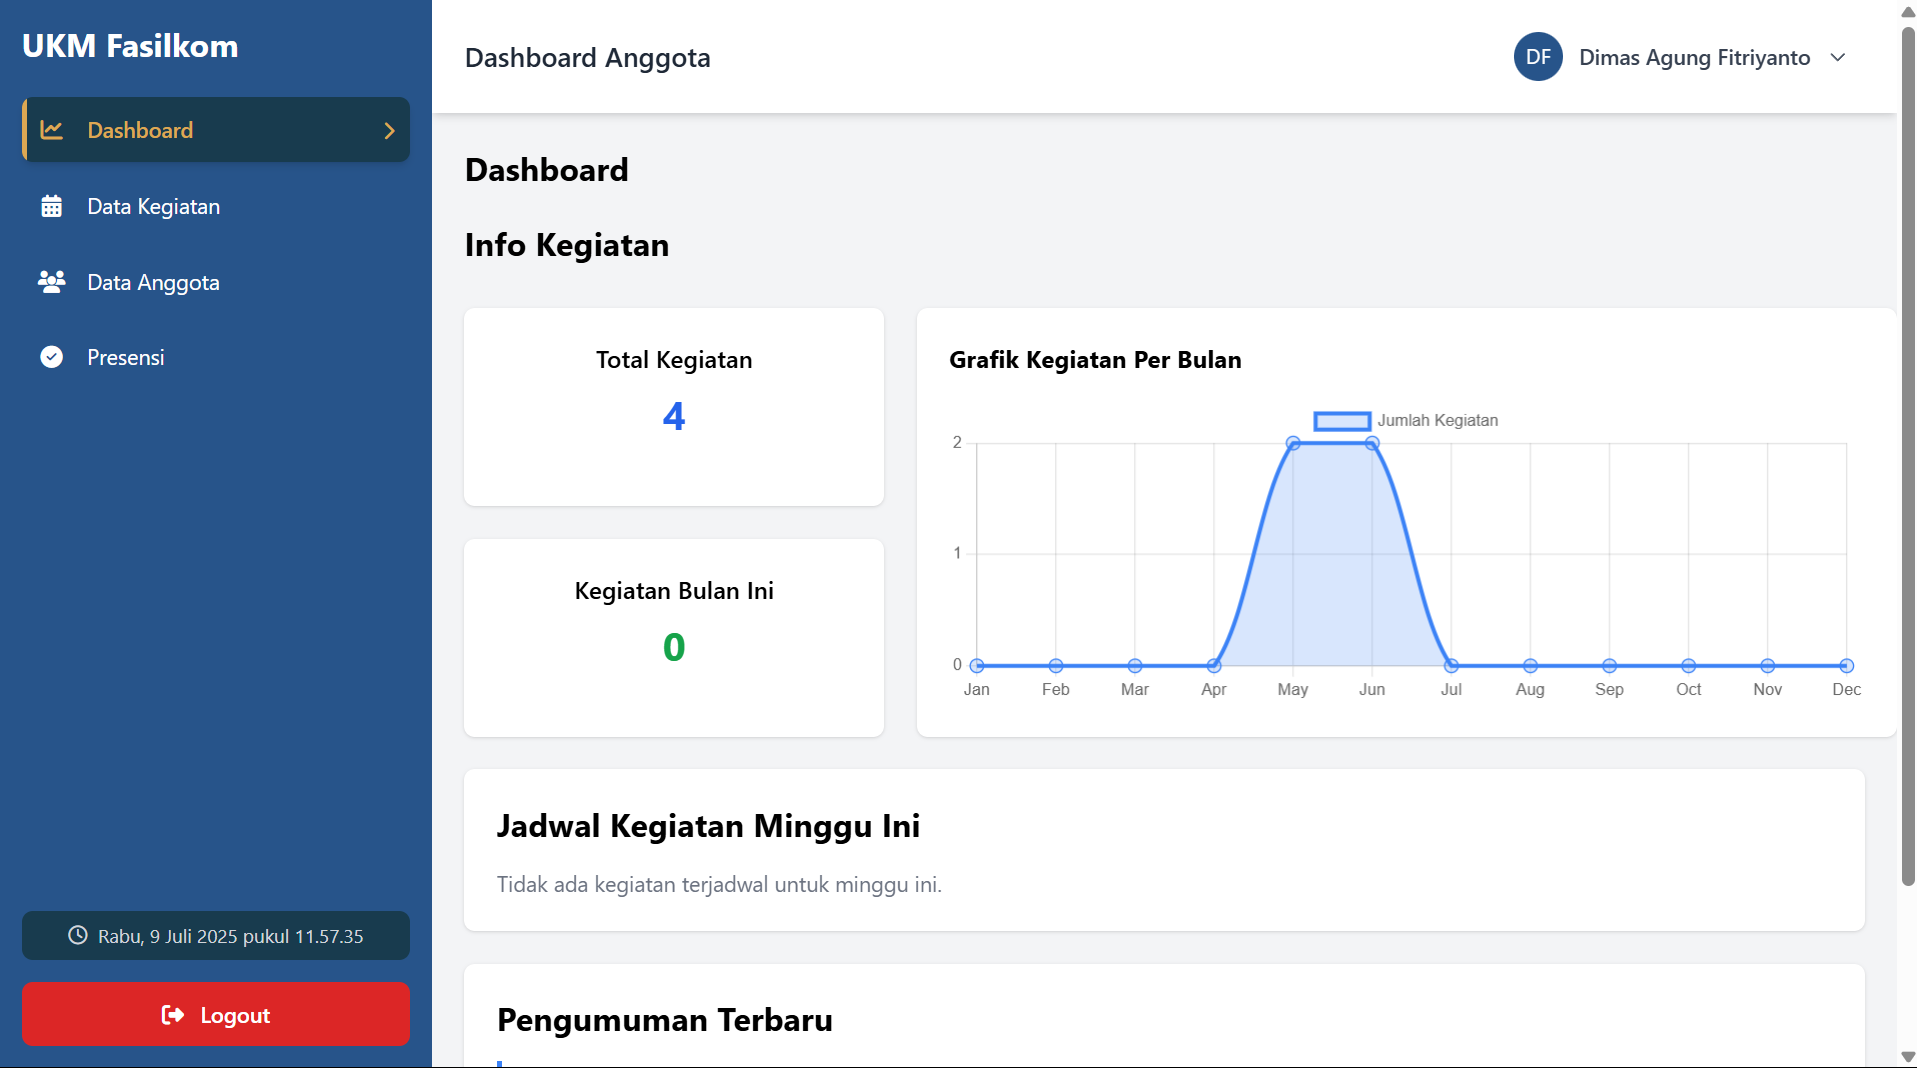 UKM Fasilkom
Dashboard
Data Kegiatan
Data Anggota
Presensi
Rabu, 9 Juli 2025 pukul 11.57.35
Logout
Dashboard Anggota
DF
Dimas Agung Fitriyanto
Dashboard
Info Kegiatan
Total Kegiatan
4
Kegiatan Bulan Ini
0
Grafik Kegiatan Per Bulan
Jumlah Kegiatan
2
1
0
Jan Feb Mar Apr May Jun Jul Aug Sep Oct Nov Dec
Jadwal Kegiatan Minggu Ini
Tidak ada kegiatan terjadwal untuk minggu ini.
Pengumuman Terbaru